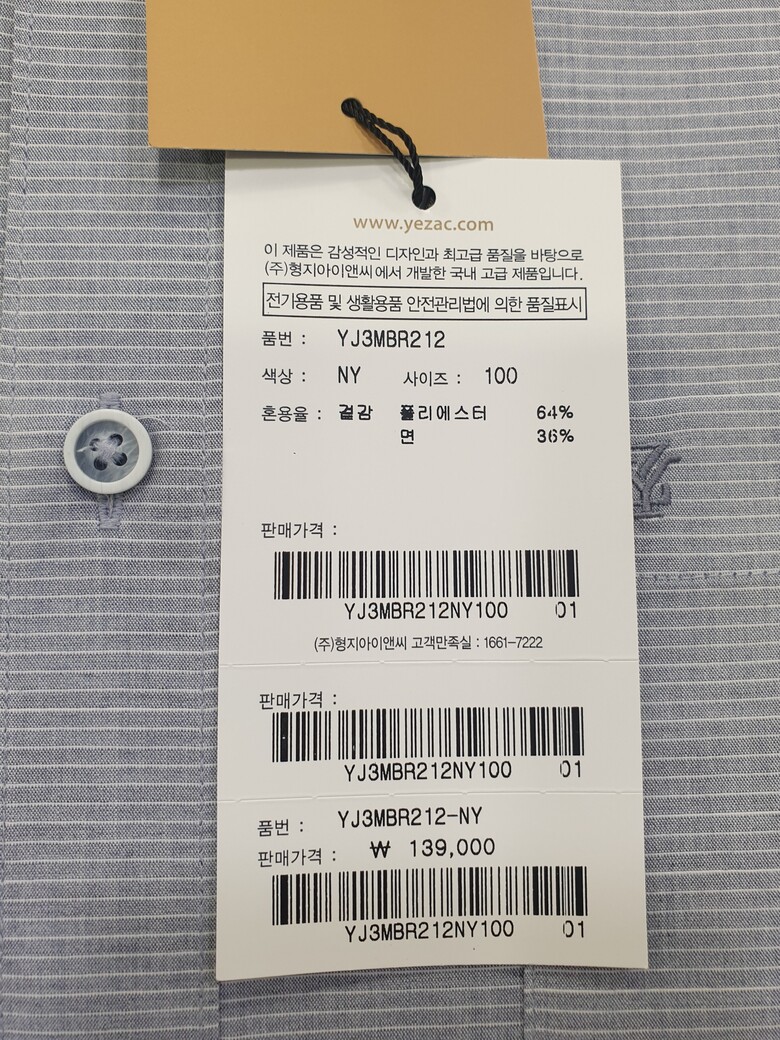 www.yezac.com
이 제품은 감성적인 디자인과 최고급 품질을 바탕으로
(주)형지아이앤씨에서 개발한 국내 고급 제품입니다.
전기용품 및 생활용품 안전관리법에 의한 품질표시
품번 : YJ3MBR212
색상 : NY 사이즈 : 100
혼용율 : 겉감 폴리에스터 64%
면 36%
판매가격 :
YJ3MBR212NY100 01
(주)형지아이앤씨 고객만족실 : 1661-7222
판매가격 :
YJ3MBR212NY100 01
품번 : YJ3MBR212-NY
판매가격 : ₩ 139,000
YJ3MBR212NY100 01